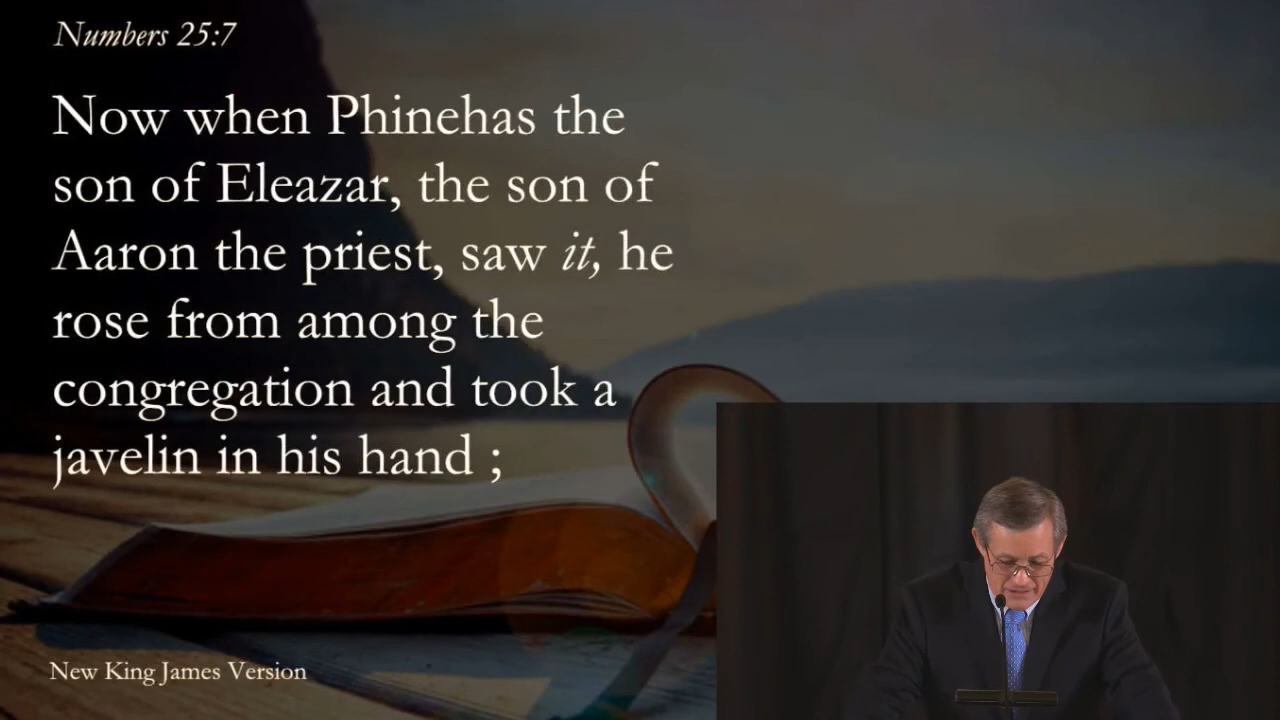 Numbers 25:7
Now when Phinehas the
son of Eleazar, the son of
Aaron the priest, saw it, he
rose from among the
congregation and took a
javelin in his hand ;
New King James Version